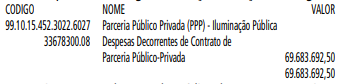 CODIGO NOME VALOR
99.10.15.452.3022.6027 Parceria Público Privada (PPP) - Iluminação Pública
33678300.08 Despesas Decorrentes de Contrato de
Parceria Público-Privada 69.683.692,50
69.683.692,50